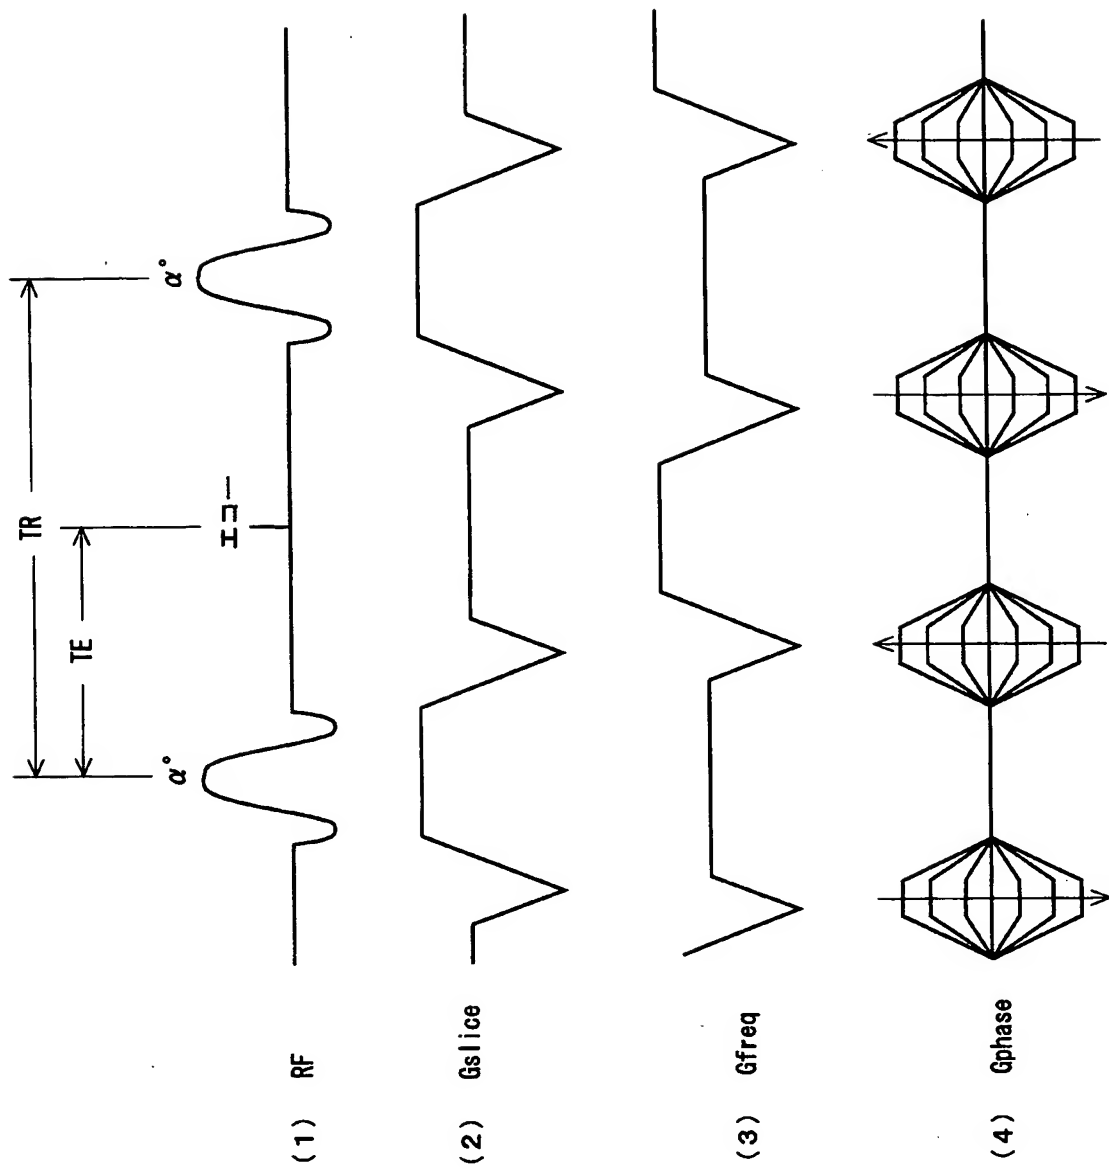 TR
TE
α°
エコー
α°
(1) RF
(2) Gslice
(3) Gfreq
(4) Gphase